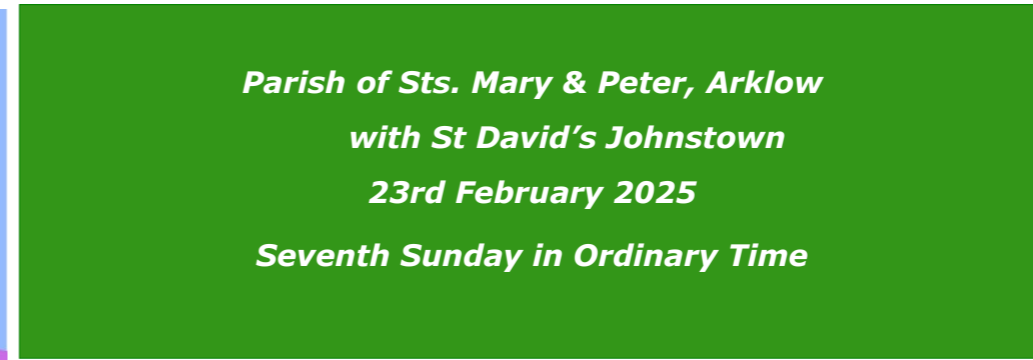 Parish of Sts. Mary & Peter, Arklow
with St David’s Johnstown
23rd February 2025
Seventh Sunday in Ordinary Time